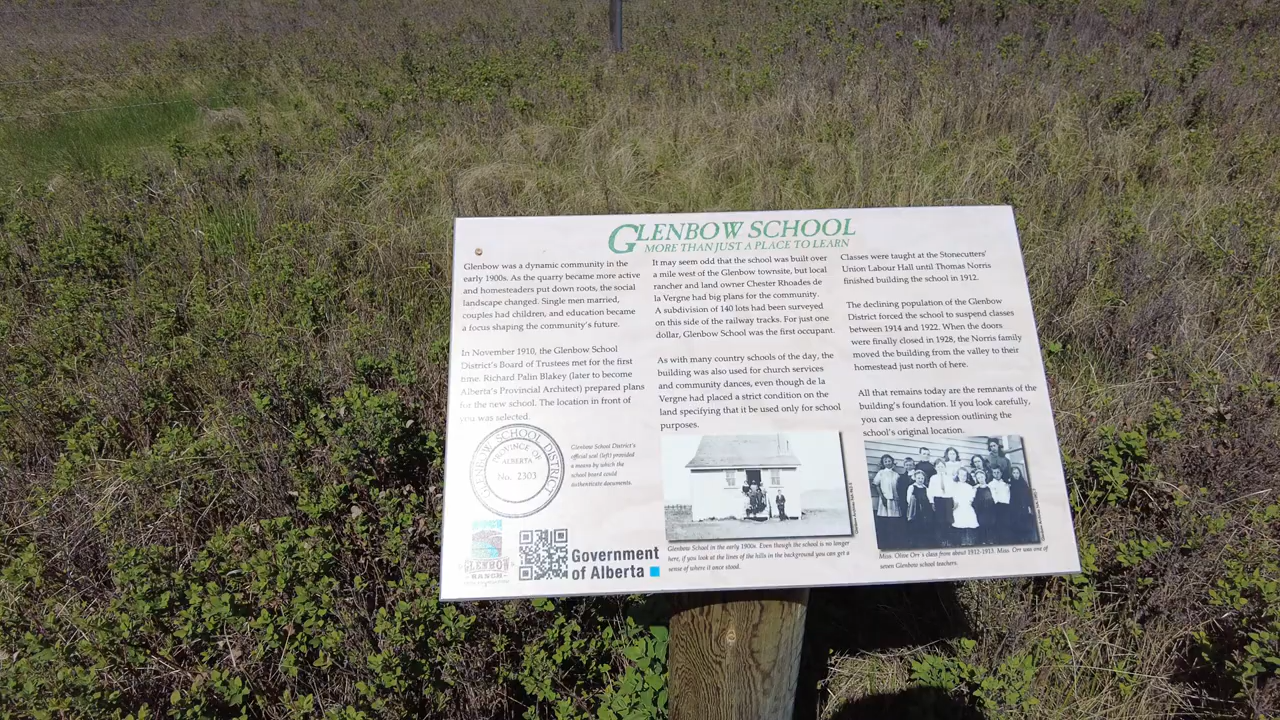 GLENBOW SCHOOL
MORE THAN JUST A PLACE TO LEARN
Glenbow was a dynamic community in the
early 1900s. As the quarry became more active
and homesteaders put down roots, the social
landscape changed. Single men married,
couples had children, and education became
a focus shaping the community's future.
In November 1910, the Glenbow School
District's Board of Trustees met for the first
time. Richard Palin Blakey (later to become
Alberta's Provincial Architect) prepared plans
for the new school. The location in front of
you was selected.
GLENBOW SCHOOL DISTRICT
PROVINCE OF
ALBERTA
No. 2303
Glenbow School District's
official seal (left) provided
a means by which the
school board could
authenticate documents.
GLENBOW
RANCH
Government
of Alberta
It may seem odd that the school was built over
a mile west of the Glenbow townsite, but local
rancher and land owner Chester Rhoades de
la Vergne had big plans for the community.
A subdivision of 140 lots had been surveyed
on this side of the railway tracks. For just one
dollar, Glenbow School was the first occupant.
As with many country schools of the day, the
building was also used for church services
and community dances, even though de la
Vergne had placed a strict condition on the
land specifying that it be used only for school
purposes.
Glenbow School in the early 1900s. Even though the school is no longer
here, if you look at the lines of the hills in the background you can get a
sense of where it once stood.
Classes were taught at the Stonecutters'
Union Labour Hall until Thomas Norris
finished building the school in 1912.
The declining population of the Glenbow
District forced the school to suspend classes
between 1914 and 1922. When the doors
were finally closed in 1928, the Norris family
moved the building from the valley to their
homestead just north of here.
All that remains today are the remnants of the
building's foundation. If you look carefully,
you can see a depression outlining the
school's original location.
Miss. Olive Orr's class from about 1912-1913. Miss. Orr was one of
seven Glenbow school teachers.